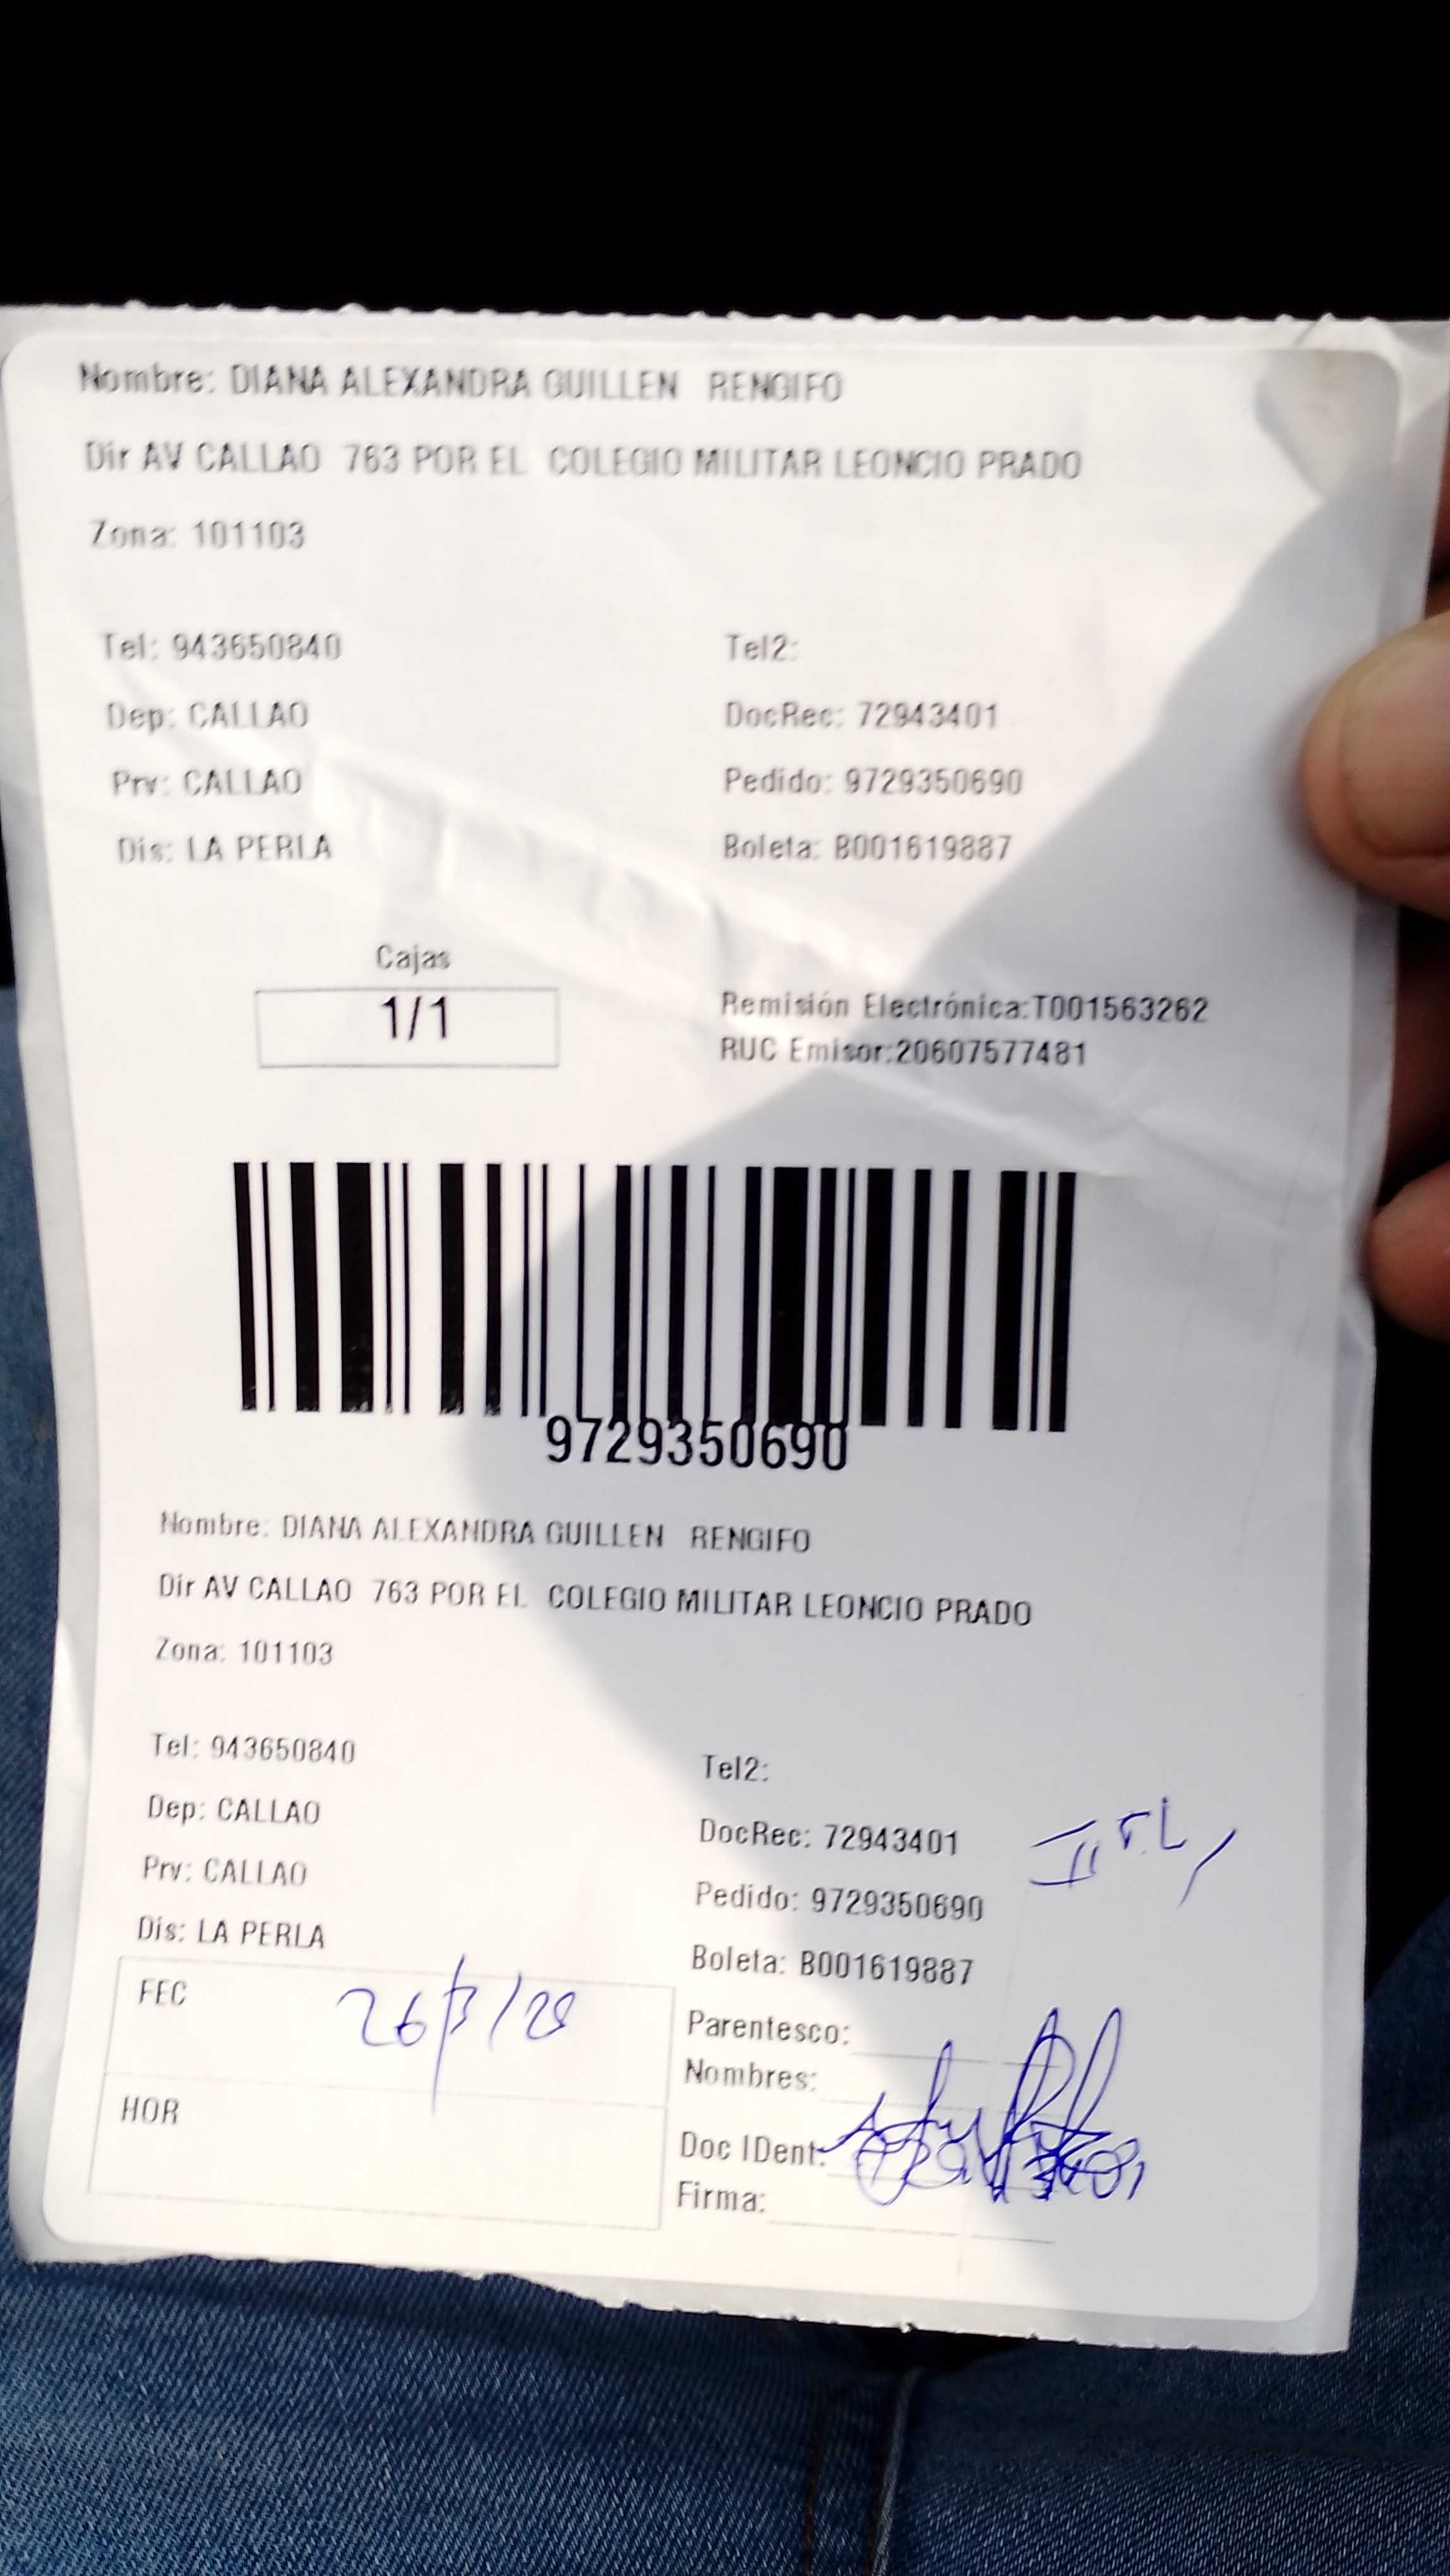 Nombre: DIANA ALEXANDRA GUILLEN RENGIFO
Dir AV CALLAO 763 POR EL COLEGIO MILITAR LEONCIO PRADO
Zona: 101103
Tel: 943650840
Tel2:
Dep: CALLAO
DocRec: 72943401
Prv: CALLAO
Pedido: 9729350690
Dis: LA PERLA
Boleta: B001619887
Cajas
1/1
Remisión Electrónica:T001563262
RUC Emisor:20607577481
9729350690
Nombre: DIANA ALEXANDRA GUILLEN RENGIFO
Dir AV CALLAO 763 POR EL COLEGIO MILITAR LEONCIO PRADO
Zona: 101103
Tel: 943650840
Tel2:
Dep: CALLAO
DocRec: 72943401
Prv: CALLAO
Pedido: 9729350690
Dis: LA PERLA
Boleta: B001619887
FEC
Parentesco:
Nombres:
HOR
Doc IDent:
Firma: